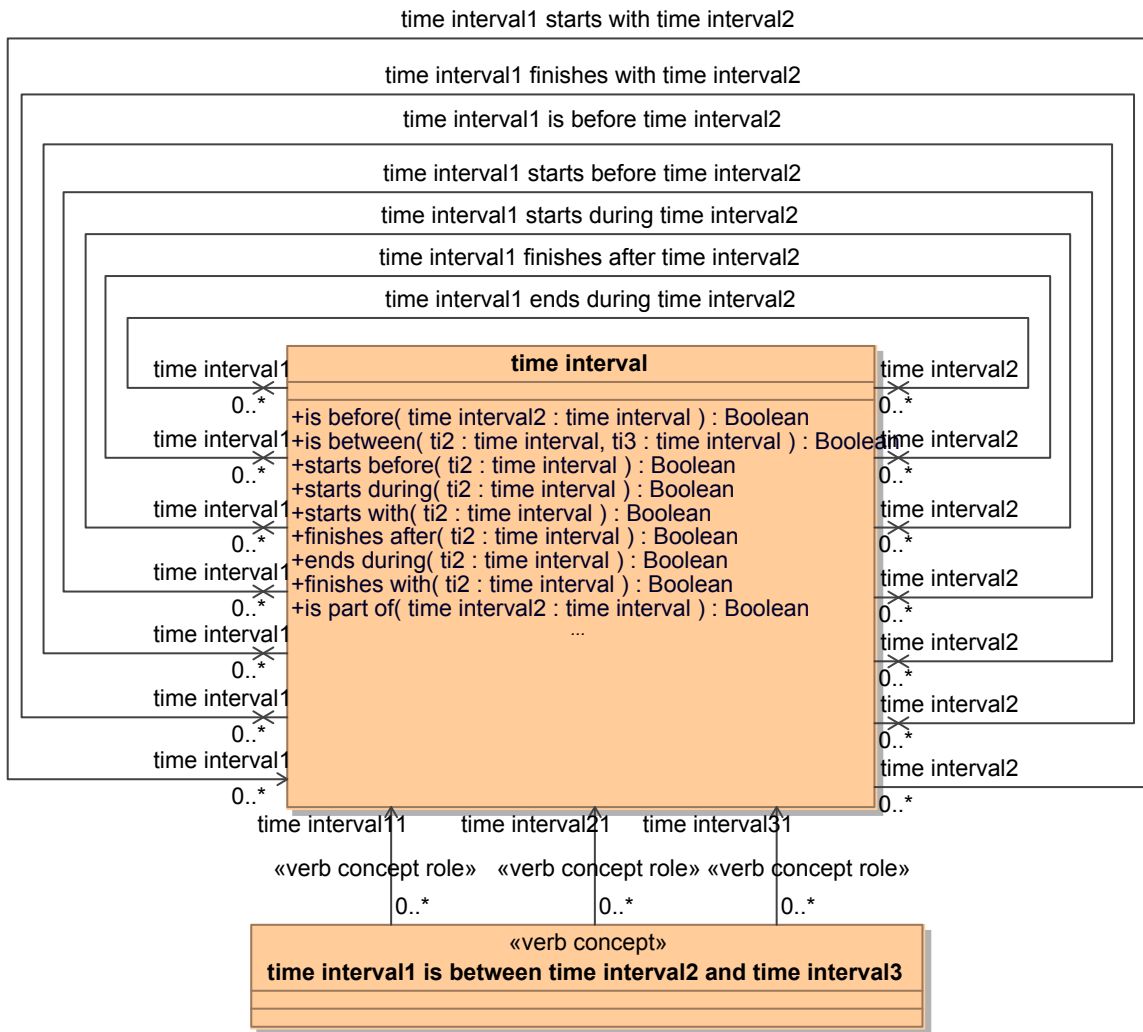 time interval1 starts with time interval2
time interval1 finishes with time interval2
time interval1 is before time interval2
time interval1 starts before time interval2
time interval1 starts during time interval2
time interval1 finishes after time interval2
time interval1 ends during time interval2
time interval
time interval1
time interval2
0..*
0..*
+is before( time interval2 : time interval ) : Boolean
+is between( ti2 : time interval, ti3 : time interval ) : Boolean
time interval1
time interval2
+starts before( ti2 : time interval ) : Boolean
0..*
0..*
+starts during( ti2 : time interval ) : Boolean
time interval1
time interval2
+starts with( ti2 : time interval ) : Boolean
+finishes after( ti2 : time interval ) : Boolean
0..*
0..*
+ends during( ti2 : time interval ) : Boolean
time interval1
time interval2
+finishes with( ti2 : time interval ) : Boolean
0..*
0..*
+is part of( time interval2 : time interval ) : Boolean
...
time interval1
time interval2
0..*
0..*
time interval1
time interval2
0..*
0..*
time interval1
time interval2
0..*
0..*
time interval11
time interval21
time interval31
«verb concept role»
«verb concept role»
«verb concept role»
0..*
0..*
0..*
«verb concept»
time interval1 is between time interval2 and time interval3